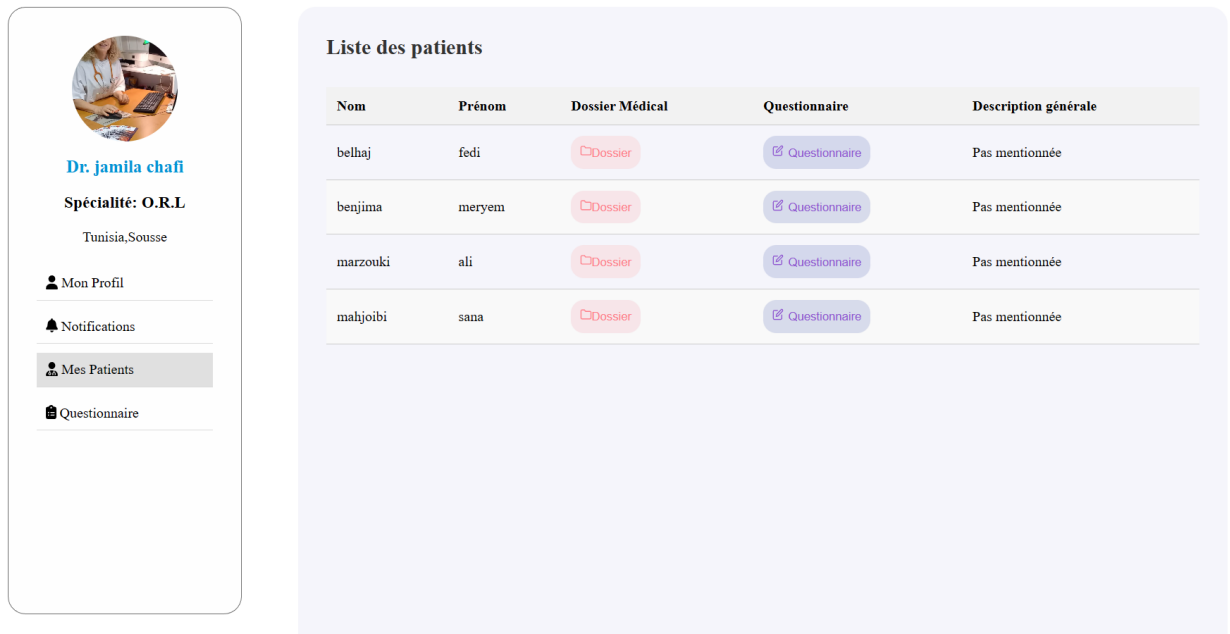 Dr. jamila chafi
Spécialité: O.R.L
Tunisia,Sousse
Mon Profil
Notifications
Mes Patients
Questionnaire
Liste des patients
Nom Prénom Dossier Médical Questionnaire Description générale
belhaj fedi Dossier Questionnaire Pas mentionnée
benjima meryem Dossier Questionnaire Pas mentionnée
marzouki ali Dossier Questionnaire Pas mentionnée
mahjoibi sana Dossier Questionnaire Pas mentionnée